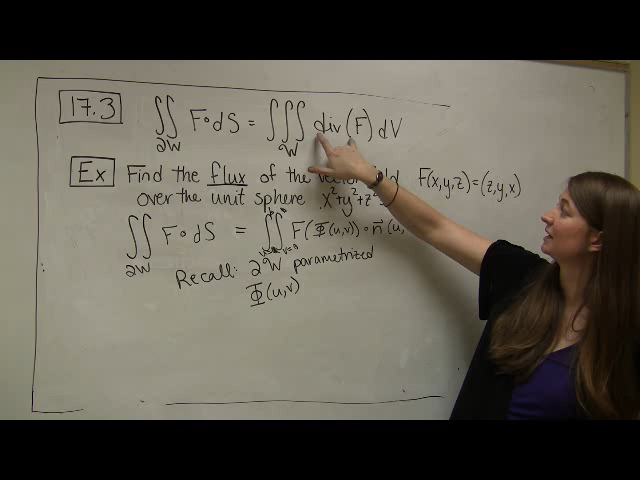 17.3 ∬∂W F•dS = ∭W div(F) dV
Ex Find the flux of the vector field F(x,y,z)=(z,y,x)
over the unit sphere x²+y²+z²
∬∂W F•dS = ∬ F(Φ(u,v))•n⃗(u,
Recall: ∂W parametrized
Φ(u,v)